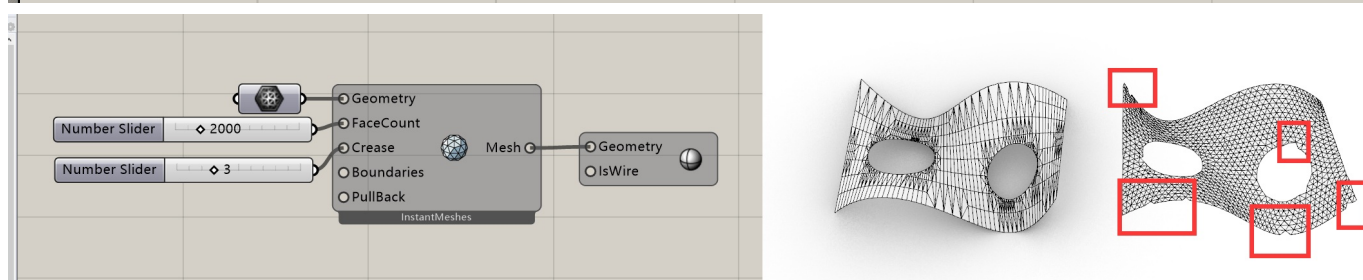 Geometry
Number Slider 2000
FaceCount
Number Slider 3
Crease
Mesh
Boundaries
PullBack
InstantMeshes
Geometry
IsWire